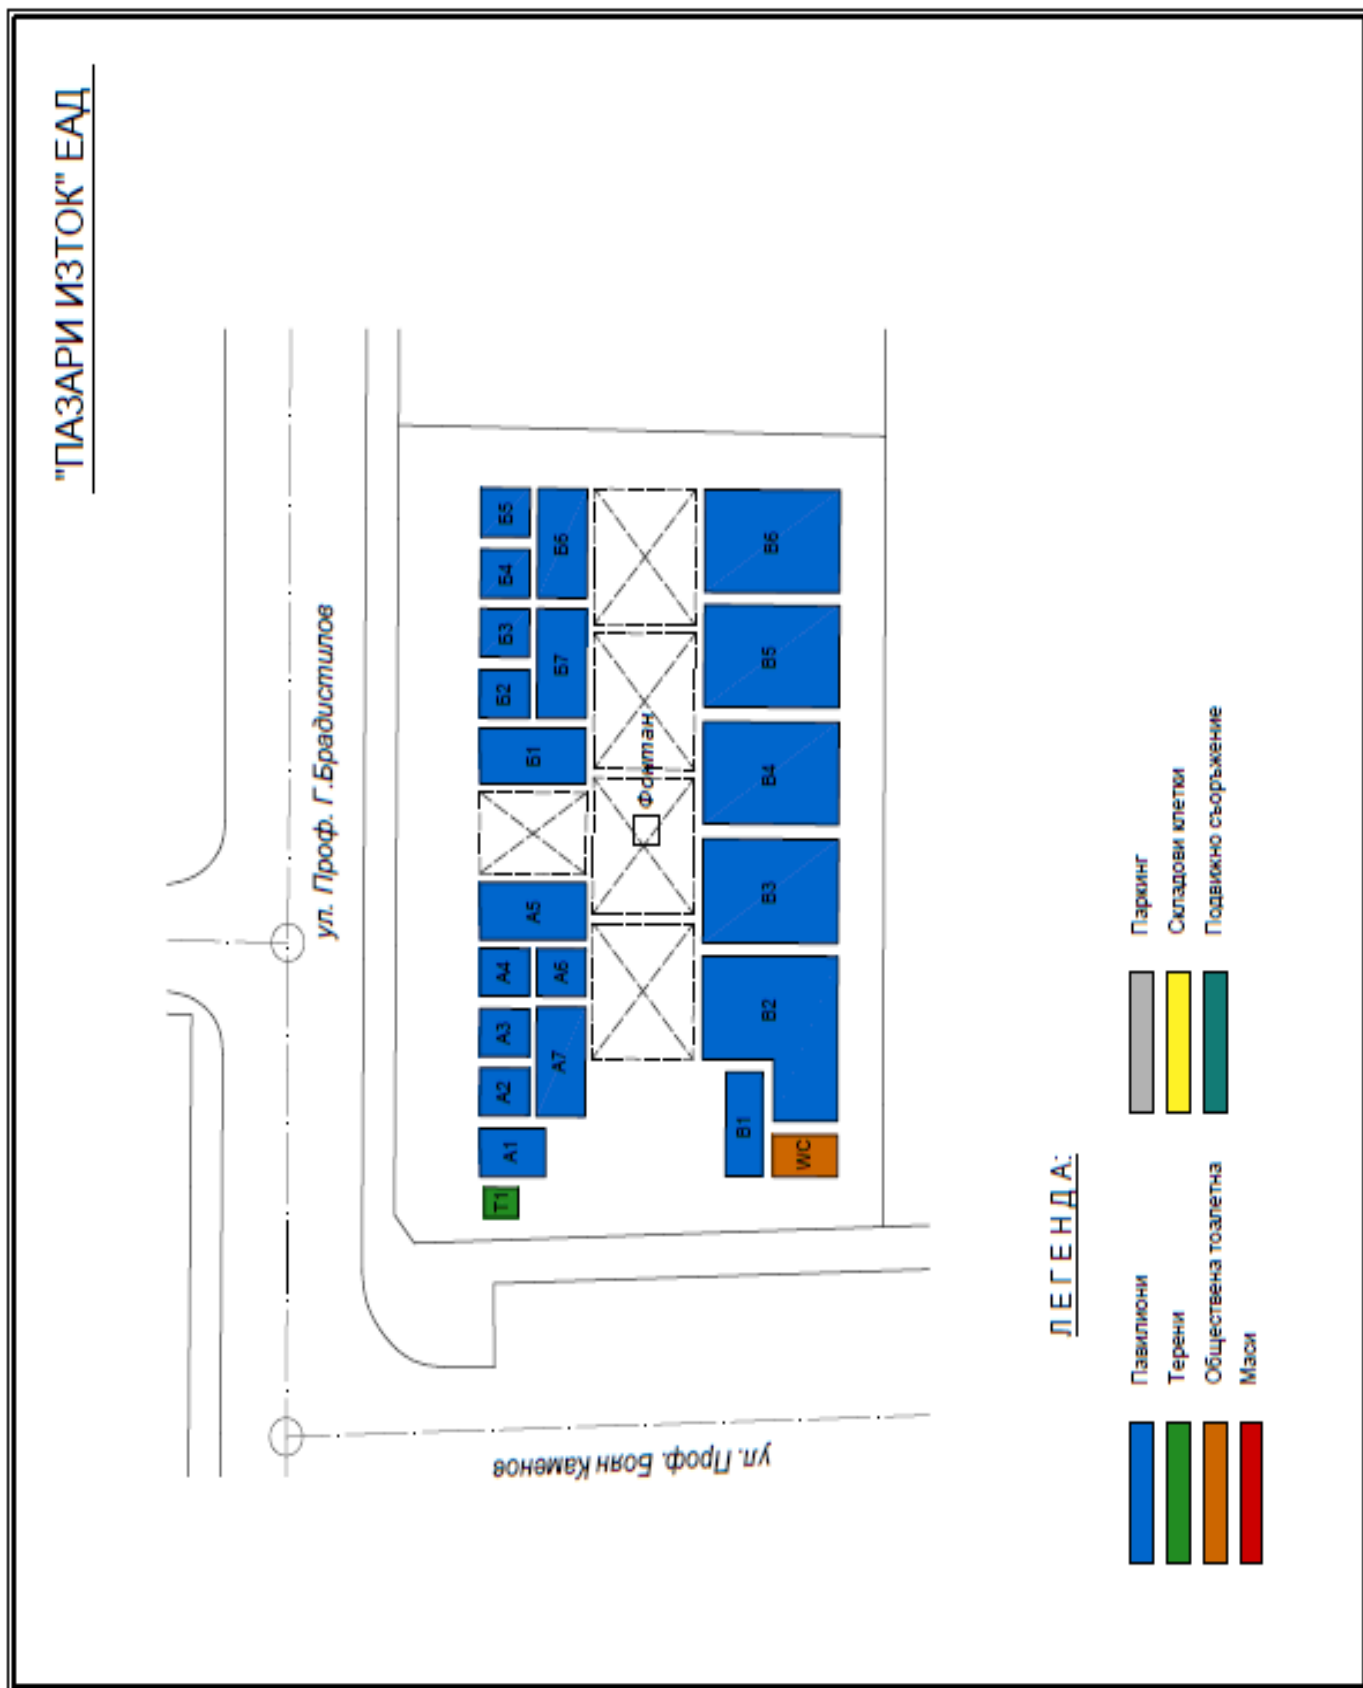 "ПАЗАРИ ИЗТОК" ЕАД
ул. Проф. Г.Брадистилов
Т1
А1
А2
А3
А4
А5
Б1
Б2
Б3
Б4
Б5
А7
А6
Б7
Б6
Фонтан
В1
В2
В3
В4
В5
В6
WC
ул. Проф. Боян Каменов
ЛЕГЕНДА:
Павилиони
Терени
Обществена тоалетна
Маси
Паркинг
Складови клетки
Подвижно съоръжение